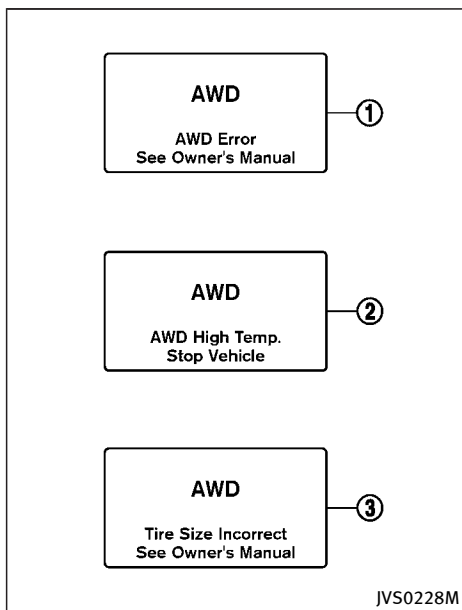 AWD
AWD Error
See Owner's Manual
①
AWD
AWD High Temp.
Stop Vehicle
②
AWD
Tire Size Incorrect
See Owner's Manual
③
JVS0228M